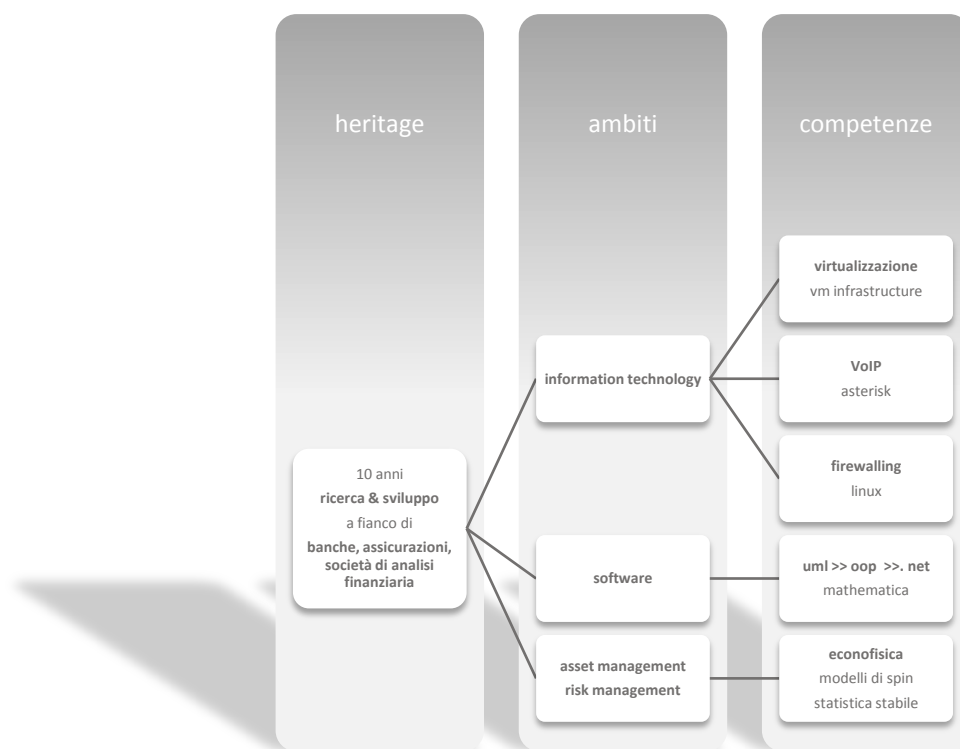 heritage
ambiti
competenze
10 anni
ricerca & sviluppo
a fianco di
banche, assicurazioni,
società di analisi
finanziaria
information technology
software
asset management
risk management
virtualizzazione
vm infrastructure
VoIP
asterisk
firewalling
linux
uml >> oop >>. net
mathematica
econofisica
modelli di spin
statistica stabile